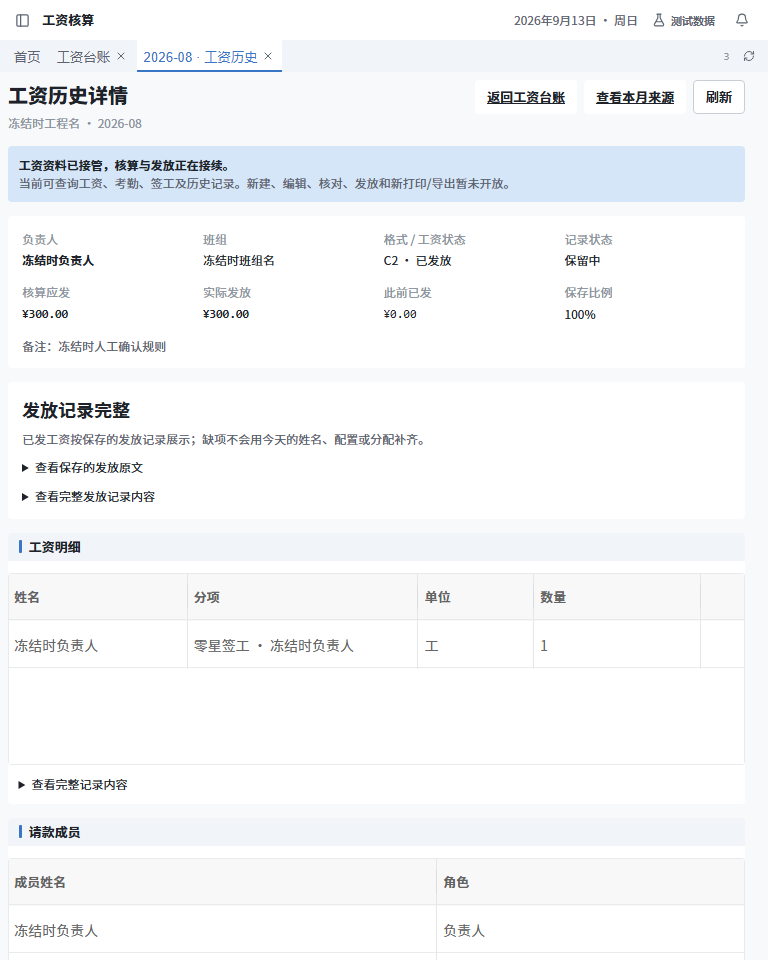 工资核算
2026年9月13日 • 周日
测试数据
首页
工资台账 ×
2026-08 · 工资历史 ×
3
工资历史详情
返回工资台账
查看本月来源
刷新
冻结时工程名 • 2026-08
工资资料已接管，核算与发放正在接续。
当前可查询工资、考勤、签工及历史记录。新建、编辑、核对、发放和新打印/导出暂未开放。
负责人 班组 格式 / 工资状态 记录状态
冻结时负责人 冻结时班组名 C2 • 已发放 保留中
核算应发 实际发放 此前已发 保存比例
¥300.00 ¥300.00 ¥0.00 100%
备注：冻结时人工确认规则
发放记录完整
已发工资按保存的发放记录展示；缺项不会用今天的姓名、配置或分配补齐。
查看保存的发放原文
查看完整发放记录内容
工资明细
姓名 分项 单位 数量
冻结时负责人 零星签工 • 冻结时负责人 工 1
查看完整记录内容
请款成员
成员姓名 角色
冻结时负责人 负责人